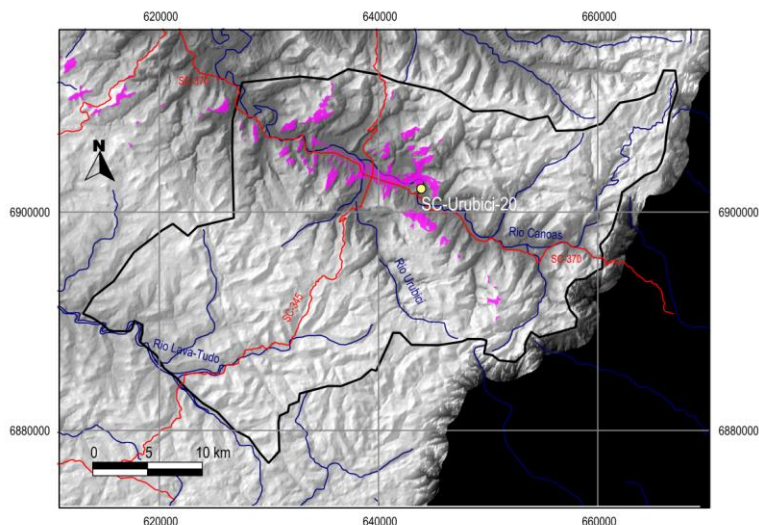 620000
640000
660000
SC-370
N
SC-Urubici-20
6900000
6900000
Rio Canoas
SC-370
Rio Urubici
SC-345
Rio Lava-Tudo
6880000
6880000
0 5 10 km
620000
640000
660000